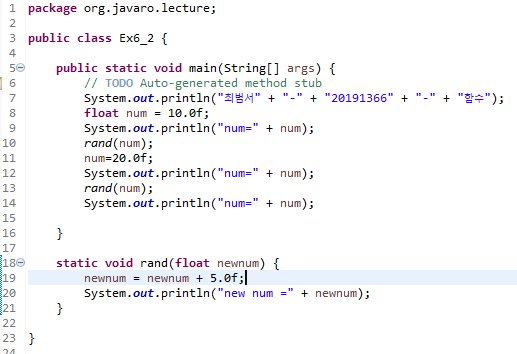 1 package org.javaro.lecture;
2
3 public class Ex6_2 {
4
5 public static void main(String[] args) {
6 // TODO Auto-generated method stub
7 System.out.println("최범서" + "-" + "20191366" + "-" + "함수");
8 float num = 10.0f;
9 System.out.println("num=" + num);
10 rand(num);
11 num=20.0f;
12 System.out.println("num=" + num);
13 rand(num);
14 System.out.println("num=" + num);
15
16 }
17
18 static void rand(float newnum) {
19 newnum = newnum + 5.0f;
20 System.out.println("new num =" + newnum);
21 }
22
23 }
24